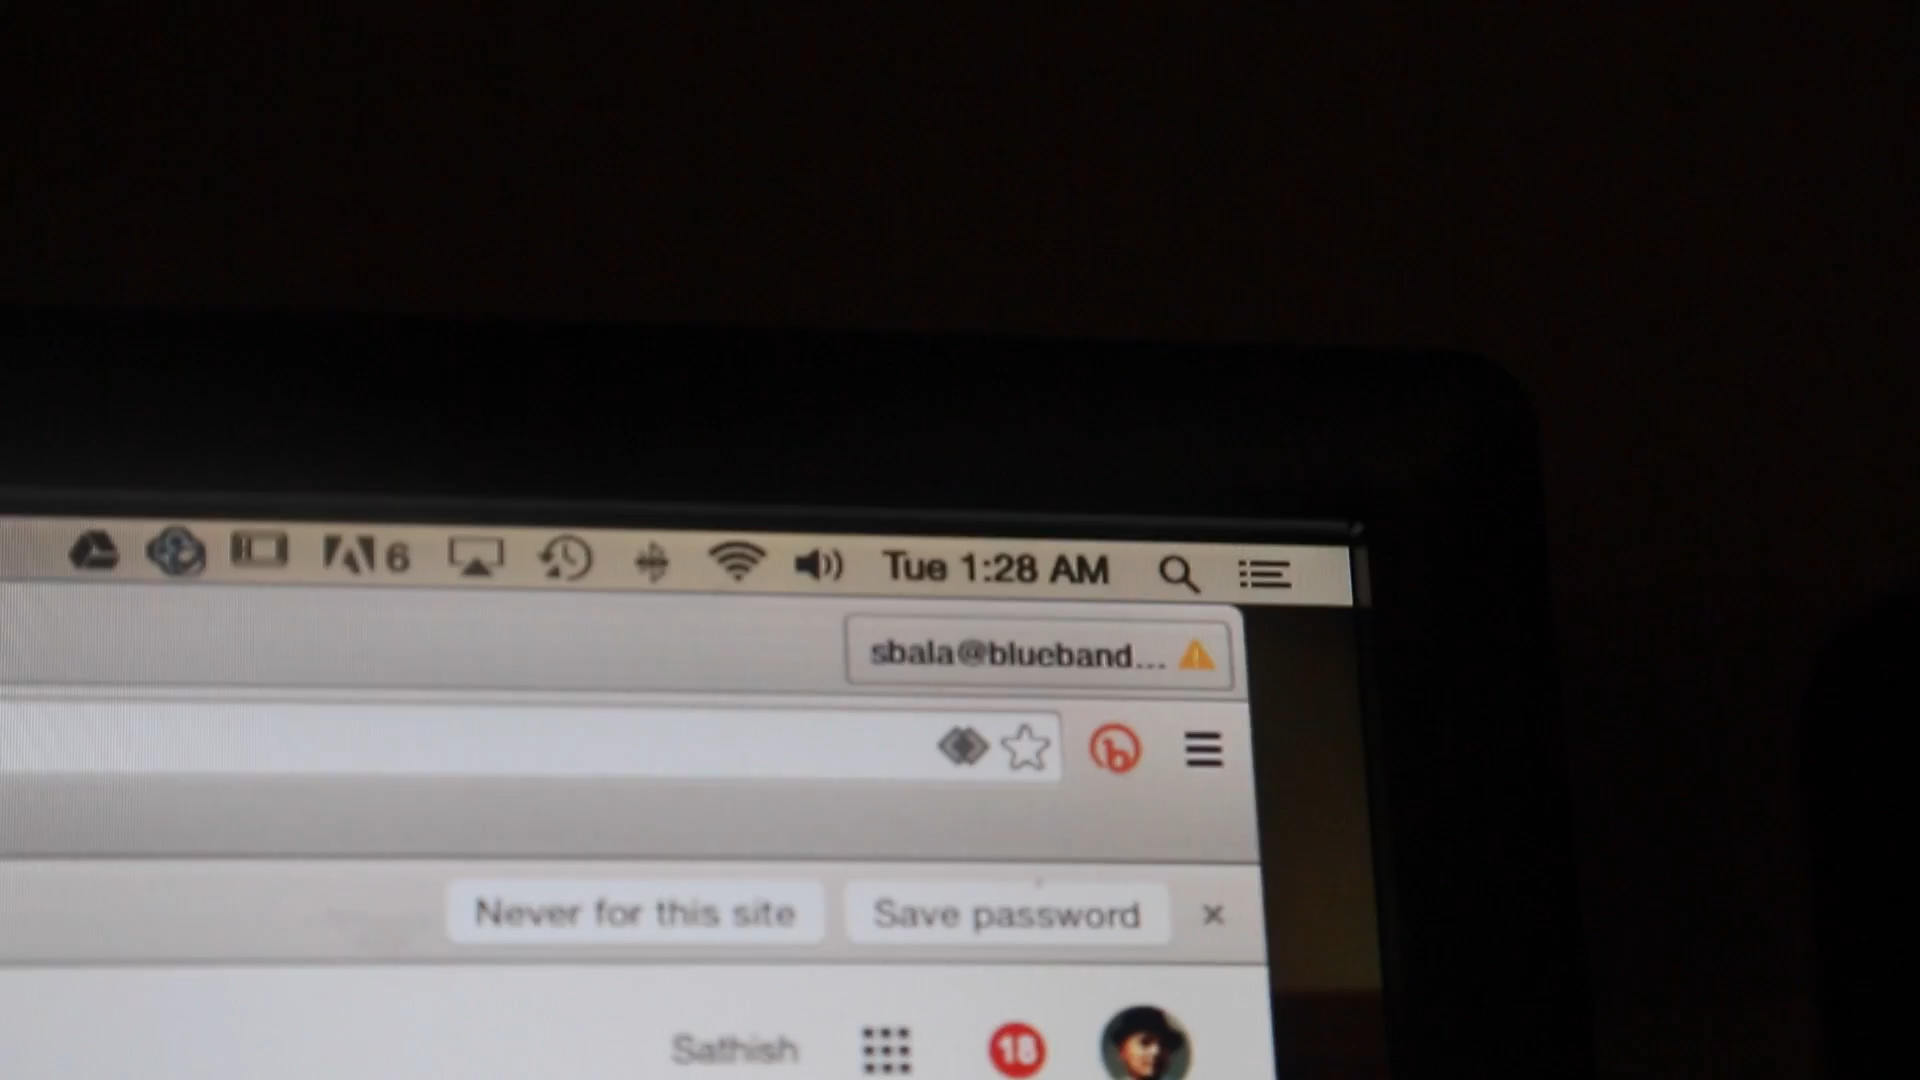 6 Tue 1:28 AM
sbala@blueband...
Never for this site Save password ×
Sathish 18